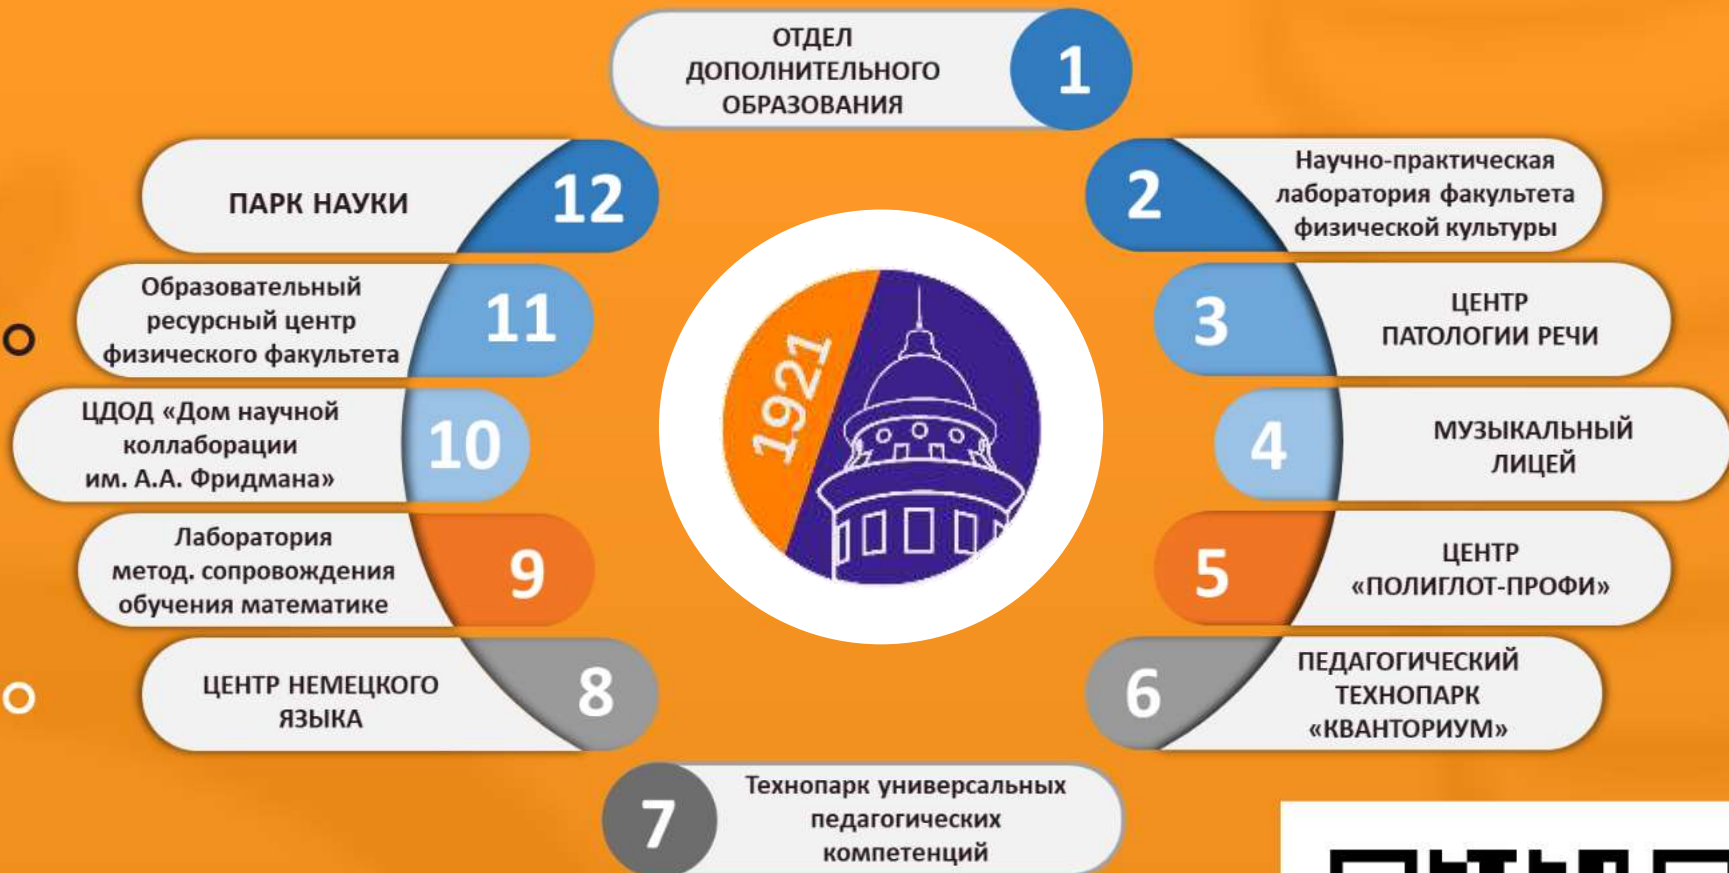 ОТДЕЛ
ДОПОЛНИТЕЛЬНОГО
ОБРАЗОВАНИЯ
1
2
Научно-практическая
лаборатория факультета
физической культуры
3
ЦЕНТР
ПАТОЛОГИИ РЕЧИ
4
МУЗЫКАЛЬНЫЙ
ЛИЦЕЙ
5
ЦЕНТР
«ПОЛИГЛОТ-ПРОФИ»
6
ПЕДАГОГИЧЕСКИЙ
ТЕХНОПАРК
«КВАНТОРИУМ»
7
Технопарк универсальных
педагогических
компетенций
8
ЦЕНТР НЕМЕЦКОГО
ЯЗЫКА
9
Лаборатория
метод. сопровождения
обучения математике
10
ЦДОД «Дом научной
коллаборации
им. А.А. Фридмана»
11
Образовательный
ресурсный центр
физического факультета
12
ПАРК НАУКИ
1921